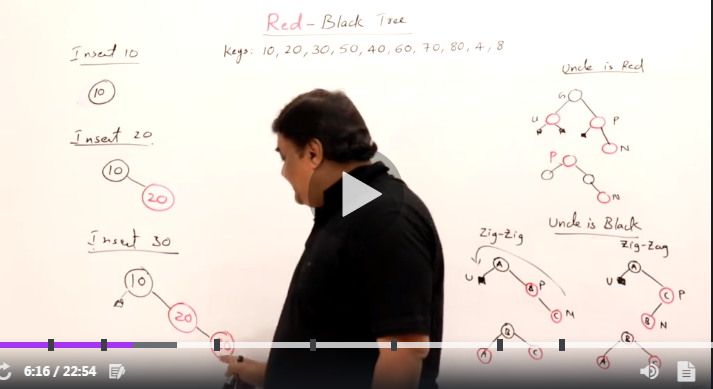 Red-Black Tree
Keys: 10, 20, 30, 50, 40, 60, 70, 80, 4, 8
Insert 10
10
Insert 20
10
20
Insert 30
10
20
Uncle is Red
G
U P
N
P
N
Uncle is Black
Zig-Zig
A
U
B P
C N
B
A C
Zig-Zag
A
U
C P
B N
B
A C
6:16 / 22:54